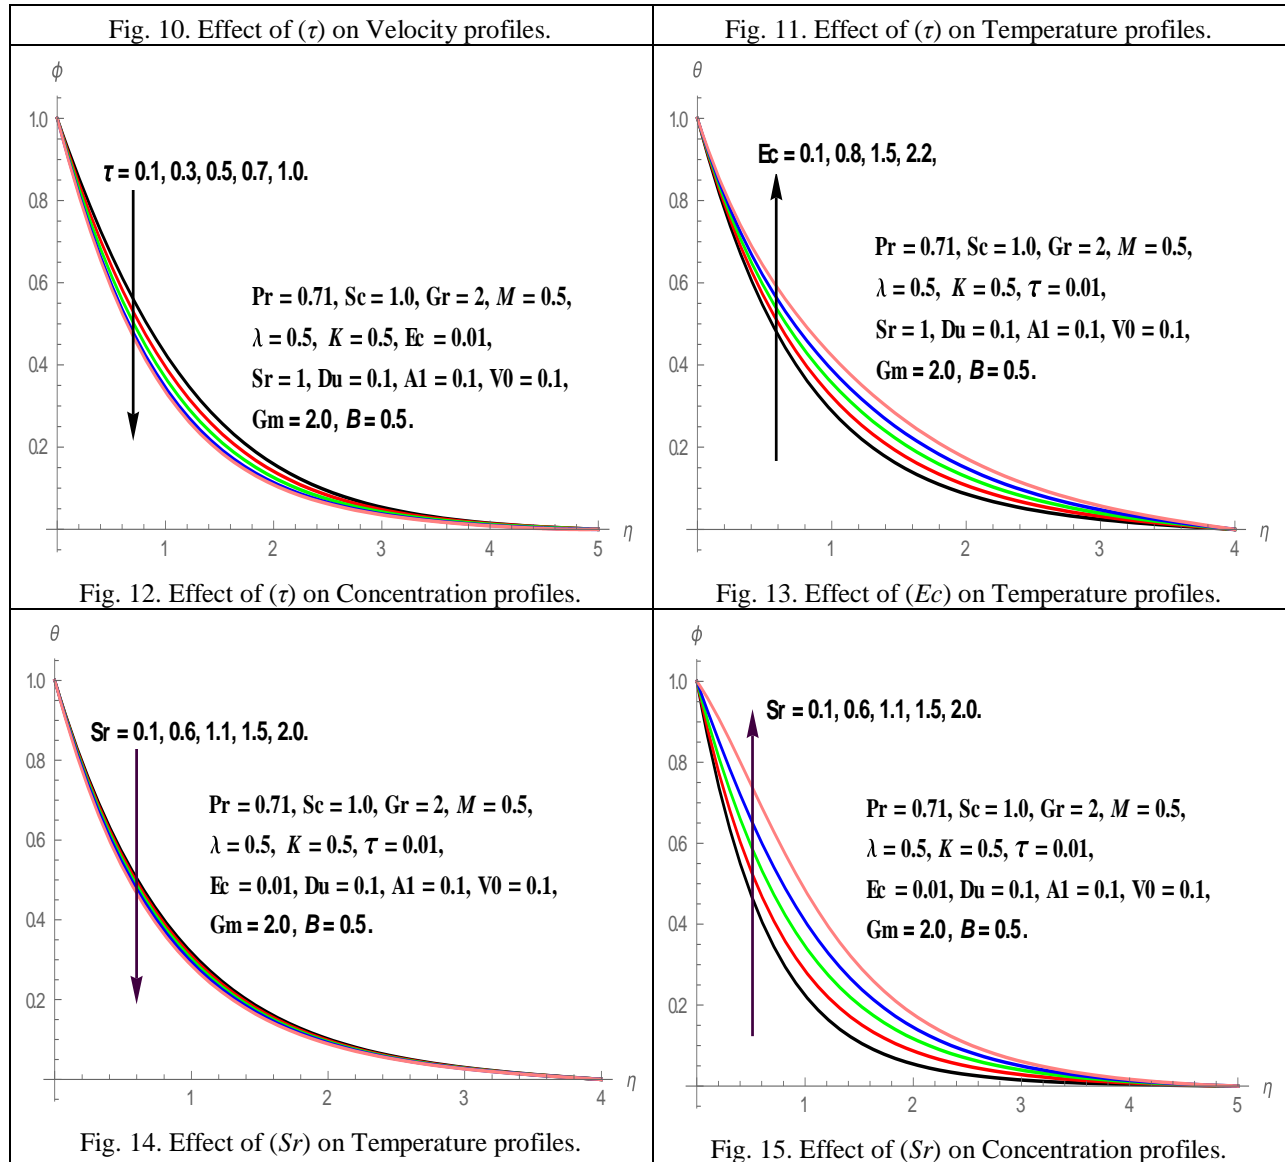 Fig. 10. Effect of (τ) on Velocity profiles.
Fig. 11. Effect of (τ) on Temperature profiles.
ϕ
1.0
0.8
0.6
0.4
0.2
τ = 0.1, 0.3, 0.5, 0.7, 1.0.
Pr = 0.71, Sc = 1.0, Gr = 2, M = 0.5,
λ = 0.5, K = 0.5, Ec = 0.01,
Sr = 1, Du = 0.1, A1 = 0.1, V0 = 0.1,
Gm = 2.0, B = 0.5.
1 2 3 4 5 η
Fig. 12. Effect of (τ) on Concentration profiles.
θ
1.0
0.8
0.6
0.4
0.2
Ec = 0.1, 0.8, 1.5, 2.2,
Pr = 0.71, Sc = 1.0, Gr = 2, M = 0.5,
λ = 0.5, K = 0.5, τ = 0.01,
Sr = 1, Du = 0.1, A1 = 0.1, V0 = 0.1,
Gm = 2.0, B = 0.5.
1 2 3 4 η
Fig. 13. Effect of (Ec) on Temperature profiles.
θ
1.0
0.8
0.6
0.4
0.2
Sr = 0.1, 0.6, 1.1, 1.5, 2.0.
Pr = 0.71, Sc = 1.0, Gr = 2, M = 0.5,
λ = 0.5, K = 0.5, τ = 0.01,
Ec = 0.01, Du = 0.1, A1 = 0.1, V0 = 0.1,
Gm = 2.0, B = 0.5.
1 2 3 4 η
Fig. 14. Effect of (Sr) on Temperature profiles.
ϕ
1.0
0.8
0.6
0.4
0.2
Sr = 0.1, 0.6, 1.1, 1.5, 2.0.
Pr = 0.71, Sc = 1.0, Gr = 2, M = 0.5,
λ = 0.5, K = 0.5, τ = 0.01,
Ec = 0.01, Du = 0.1, A1 = 0.1, V0 = 0.1,
Gm = 2.0, B = 0.5.
1 2 3 4 5 η
Fig. 15. Effect of (Sr) on Concentration profiles.